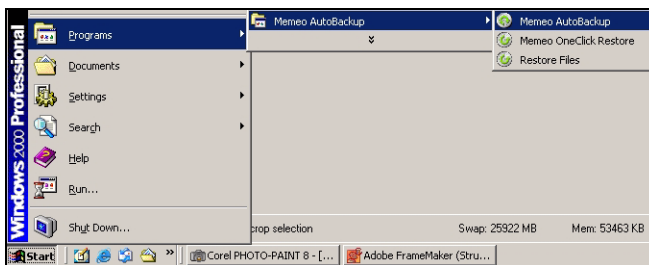 Windows 2000 Professional
Programs
Documents
Settings
Search
Help
Run...
Shut Down...
Memeo AutoBackup
Memeo AutoBackup
Memeo OneClick Restore
Restore Files
crop selection
Swap: 25922 MB
Mem: 53463 KB
Start
»
Corel PHOTO-PAINT 8 - [...
Adobe FrameMaker (Stru...